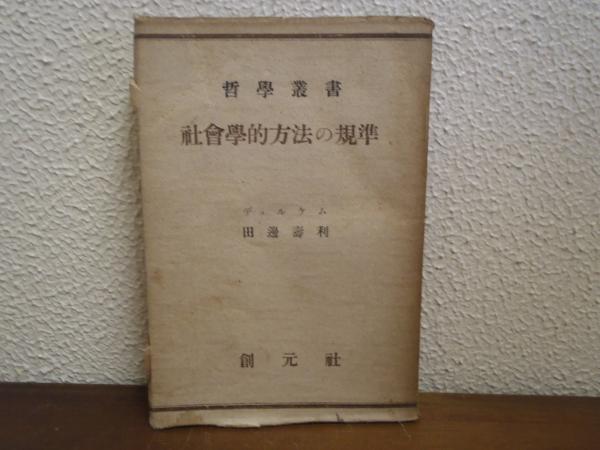 哲學叢書
社會學的方法の規準
デュルケム
田邊壽利
創元社